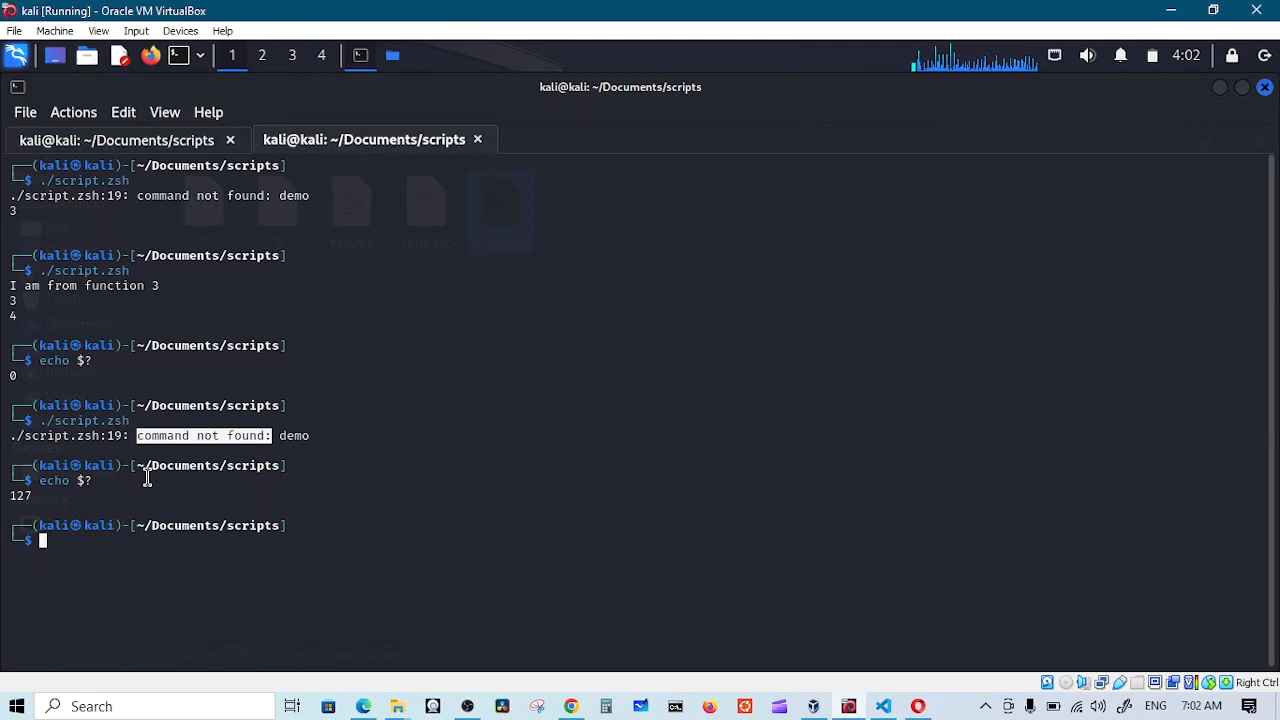 kali [Running] - Oracle VM VirtualBox
File Machine View Input Devices Help
1 2 3 4 4:02
kali@kali: ~/Documents/scripts
File Actions Edit View Help
kali@kali: ~/Documents/scripts kali@kali: ~/Documents/scripts
┌──(kali㉿kali)-[~/Documents/scripts]
└─$ ./script.zsh
./script.zsh:19: command not found: demo
3
┌──(kali㉿kali)-[~/Documents/scripts]
└─$ ./script.zsh
I am from function 3
3
4
┌──(kali㉿kali)-[~/Documents/scripts]
└─$ echo $?
0
┌──(kali㉿kali)-[~/Documents/scripts]
└─$ ./script.zsh
./script.zsh:19: command not found: demo
┌──(kali㉿kali)-[~/Documents/scripts]
└─$ echo $?
127
┌──(kali㉿kali)-[~/Documents/scripts]
└─$
Right Ctrl
Search ENG 7:02 AM